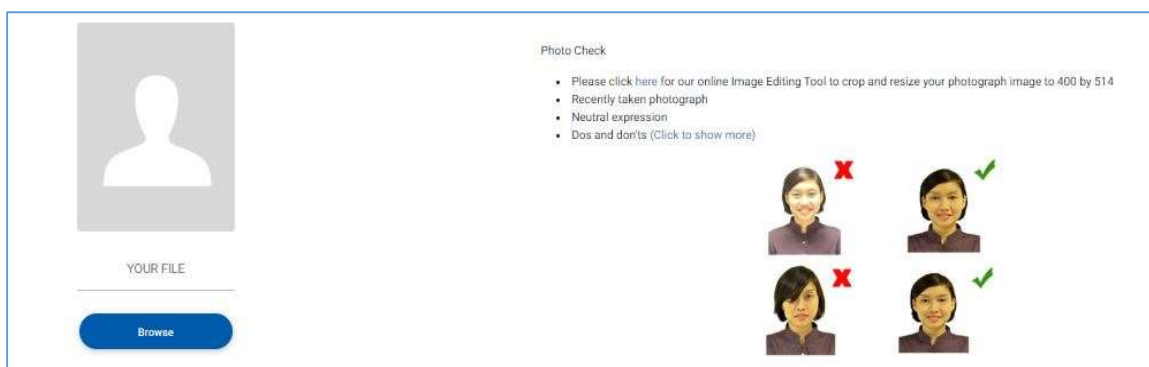 Photo Check
Please click here for our online Image Editing Tool to crop and resize your photograph image to 400 by 514
Recently taken photograph
Neutral expression
Dos and don'ts (Click to show more)
YOUR FILE
Browse